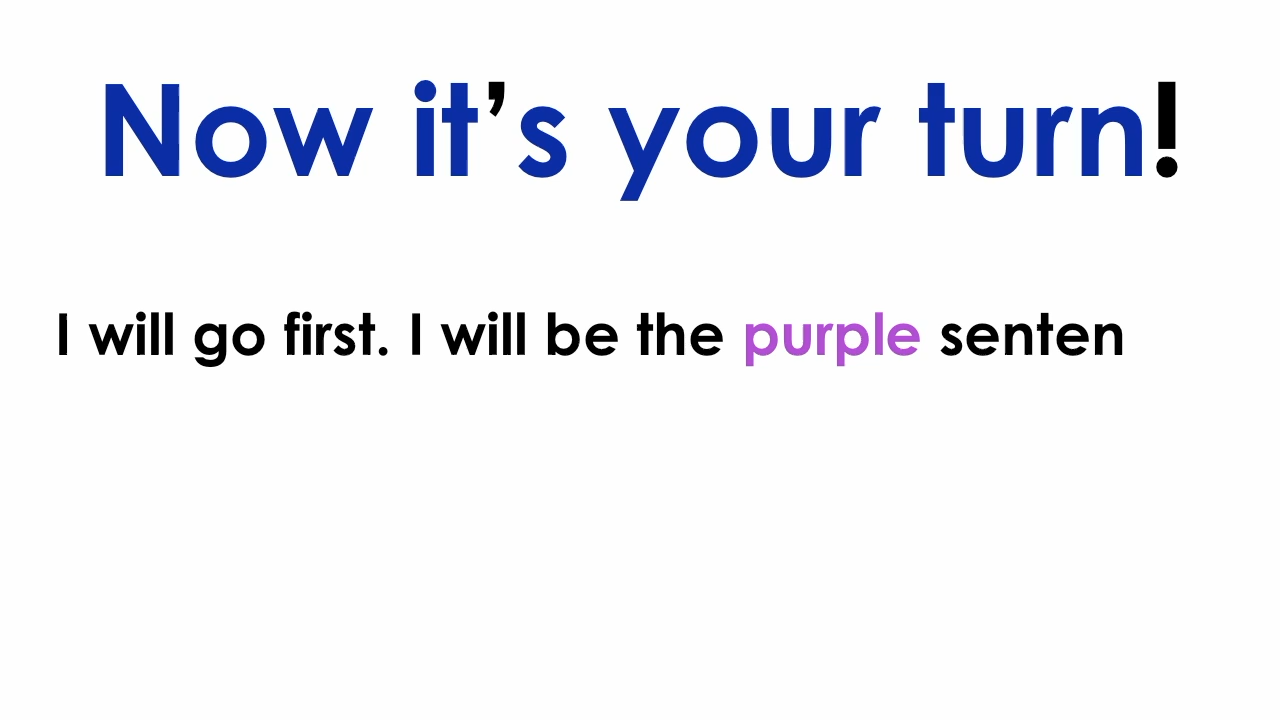 Now it’s your turn!
I will go first. I will be the purple senten